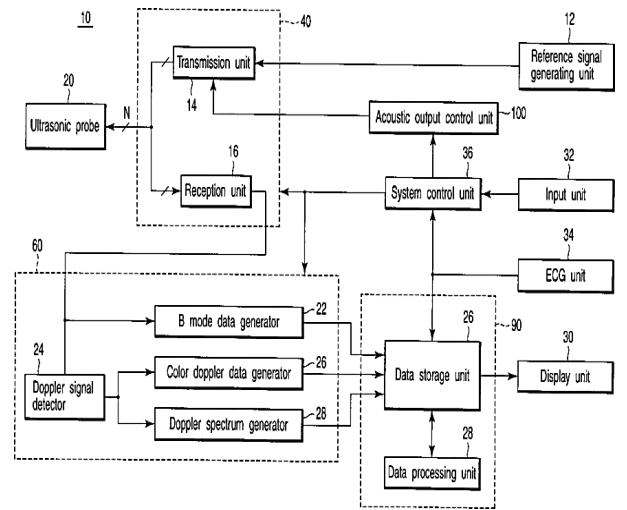 10
40
12
Transmission unit
14
Reference signal
generating unit
20
N
Ultrasonic probe
Acoustic output control unit
100
16
Reception unit
36
System control unit
32
Input unit
34
ECG unit
60
22
B mode data generator
26
90
24
26
Color doppler data generator
Data storage unit
30
Display unit
Doppler signal
detector
28
Doppler spectrum generator
28
Data processing unit